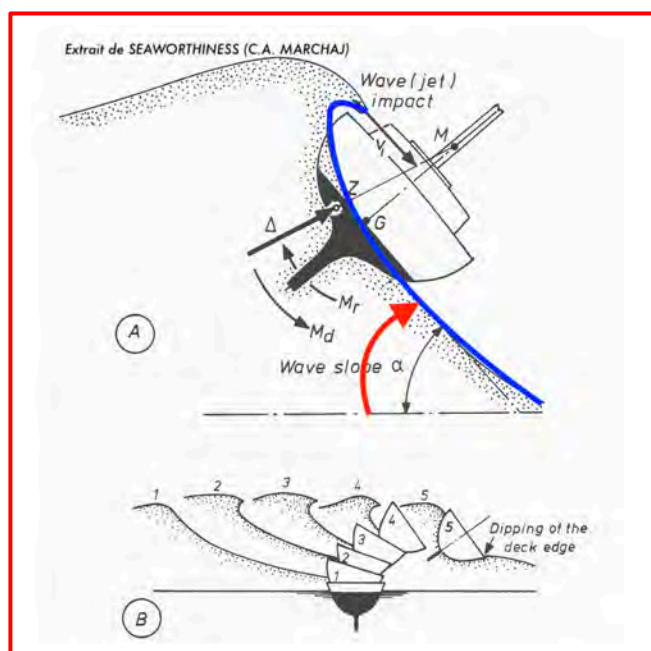 Extrait de SEAWORTHINESS (C.A. MARCHAJ)
Wave (jet)
impact
M
V₁
Z
G
Δ
Mr
Md
A
Wave slope α
1
2
3
4
5
4
5
3
2
1
Dipping of the
deck edge
B